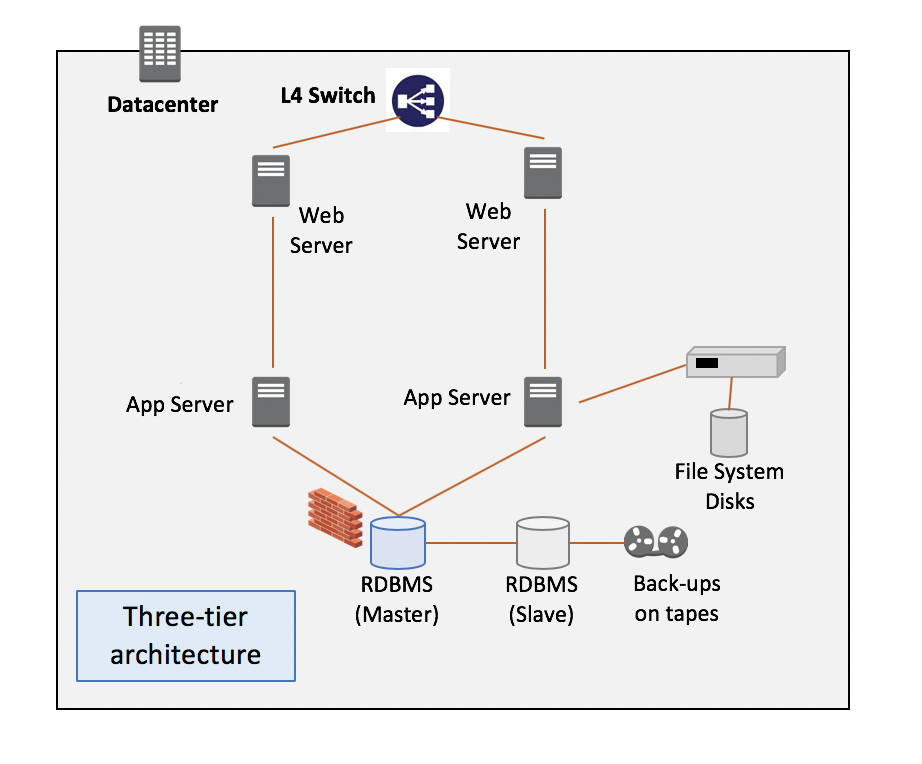 Datacenter
L4 Switch
Web
Server
Web
Server
App Server
App Server
File System
Disks
RDBMS
(Master)
RDBMS
(Slave)
Back-ups
on tapes
Three-tier
architecture